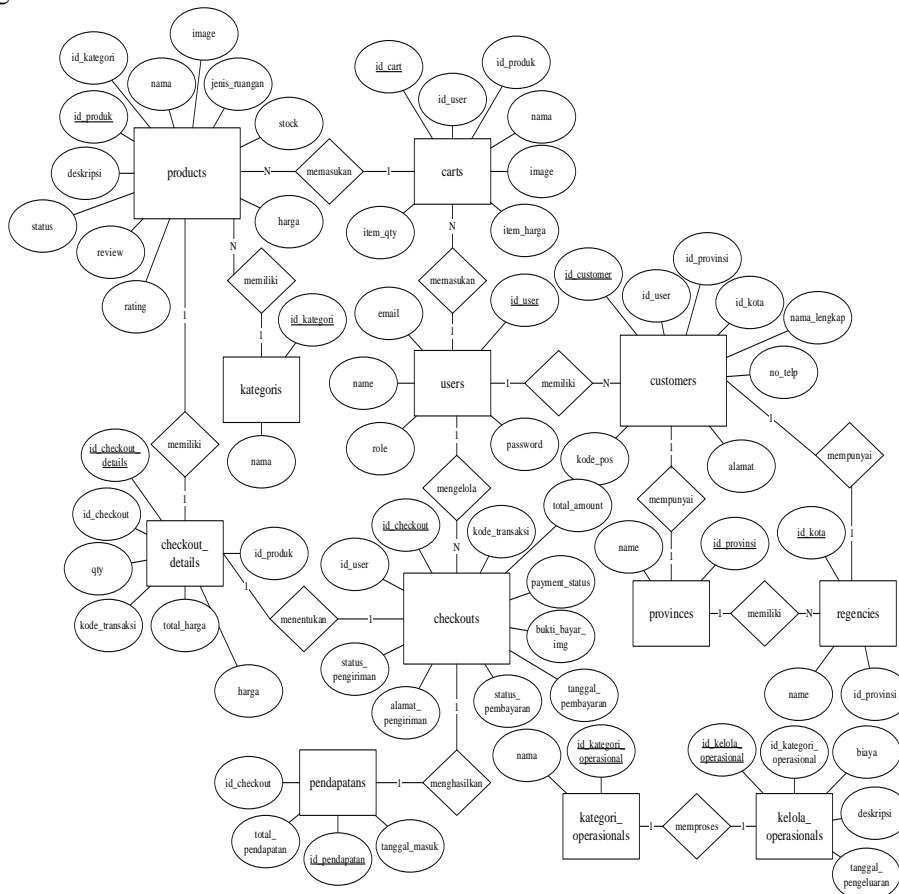 image
id_kategori
nama
jenis_ruangan
id_produk
stock
products
deskripsi
status
harga
review
rating
N
memasukan
1
id_cart
id_user
id_produk
nama
carts
image
item_qty
item_harga
N
memiliki
1
id_kategori
kategoris
nama
N
memasukan
1
email
id_user
users
name
role
password
1
memiliki
N
id_customer
id_user
id_provinsi
id_kota
nama_lengkap
customers
no_telp
kode_pos
alamat
1
memiliki
1
1
mengelola
N
1
mempunyai
1
1
mempunyai
1
id_checkout_
details
id_checkout
checkout_
details
id_produk
qty
kode_transaksi
total_harga
harga
1
menentukan
1
id_checkout
kode_transaksi
total_amount
id_user
checkouts
payment_status
bukti_bayar_
img
status_
pengiriman
alamat_
pengiriman
status_
pembayaran
tanggal_
pembayaran
name
id_provinsi
provinces
1
memiliki
N
id_kota
regencies
name
id_provinsi
1
menghasilkan
1
pendapatans
id_checkout
total_
pendapatan
id_pendapatan
tanggal_masuk
nama
id_kategori_
operasional
kategori_
operasionals
1
memproses
1
id_kelola_
operasional
id_kategori_
operasional
biaya
kelola_
operasionals
deskripsi
tanggal_
pengeluaran